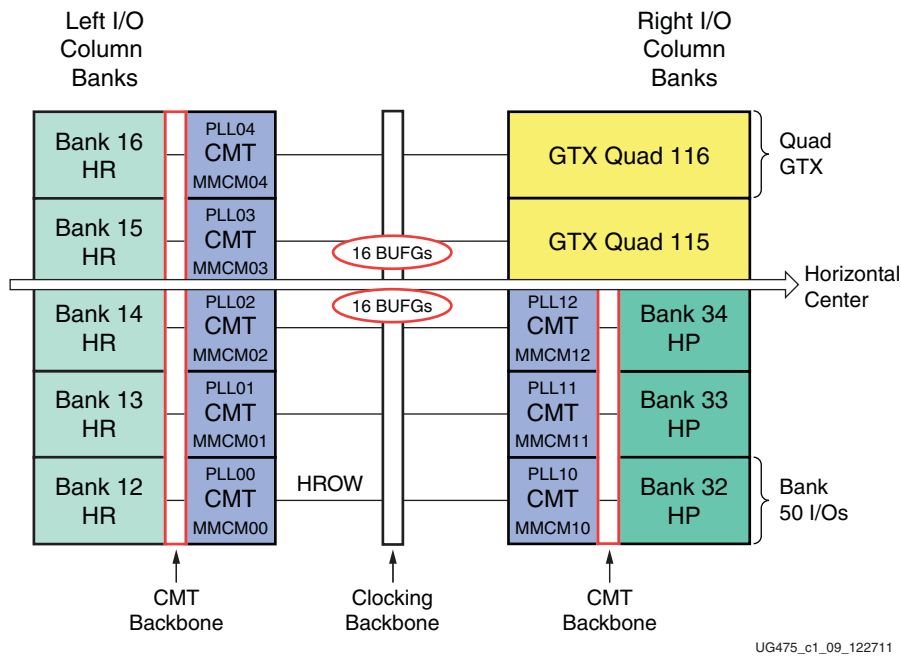 Left I/O
Column
Banks
Right I/O
Column
Banks
Bank 16
HR
PLL04
CMT
MMCM04
GTX Quad 116
Quad
GTX
Bank 15
HR
PLL03
CMT
MMCM03
16 BUFGs
GTX Quad 115
Horizontal
Center
Bank 14
HR
PLL02
CMT
MMCM02
16 BUFGs
PLL12
CMT
MMCM12
Bank 34
HP
Bank 13
HR
PLL01
CMT
MMCM01
PLL11
CMT
MMCM11
Bank 33
HP
Bank 12
HR
PLL00
CMT
MMCM00
HROW
PLL10
CMT
MMCM10
Bank 32
HP
Bank
50 I/Os
CMT
Backbone
Clocking
Backbone
CMT
Backbone
UG475_c1_09_122711